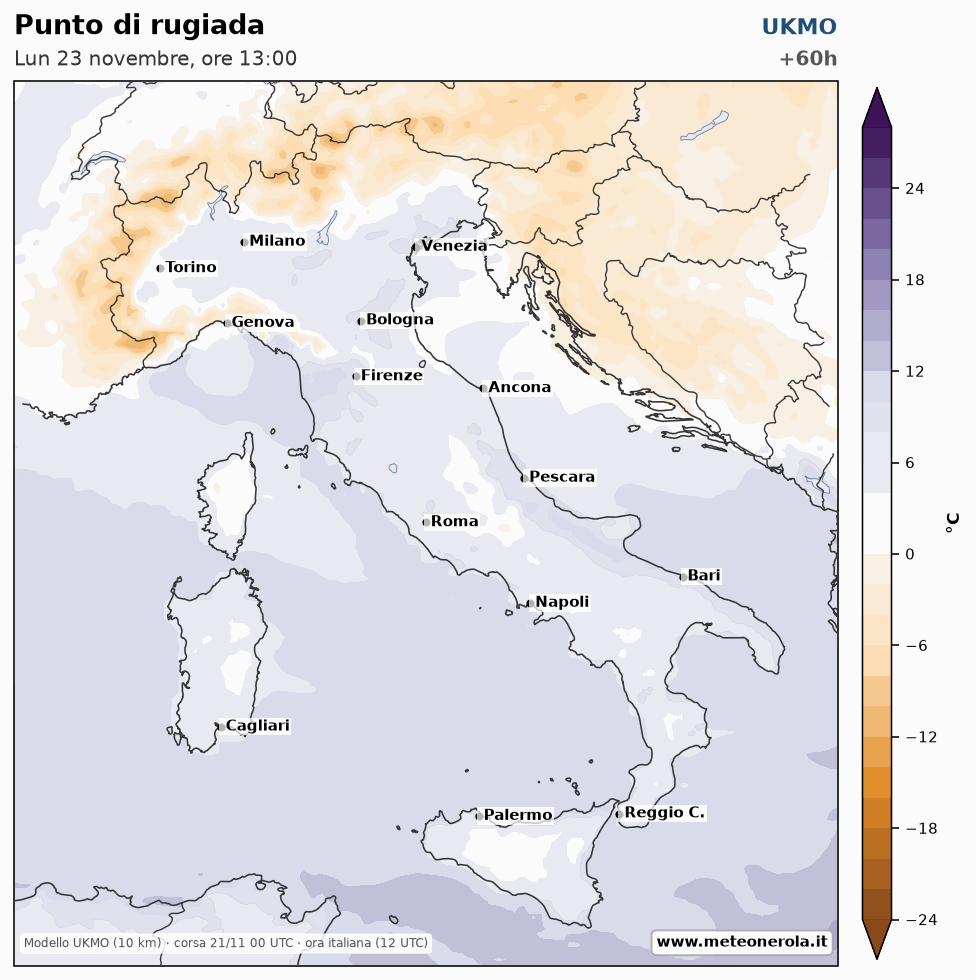 Punto di rugiada
UKMO
Lun 23 novembre, ore 13:00
+60h
Milano
Venezia
Torino
Genova
Bologna
Firenze
Ancona
Pescara
Roma
Bari
Napoli
Cagliari
Palermo
Reggio C.
24
18
12
6
0
−6
−12
−18
−24
°C
Modello UKMO (10 km) · corsa 21/11 00 UTC · ora italiana (12 UTC)
www.meteonerola.it